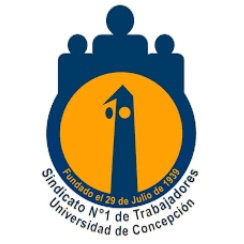 Fundado el 29 de Julio de 1939
Sindicato N°1 de Trabajadores
Universidad de Concepción